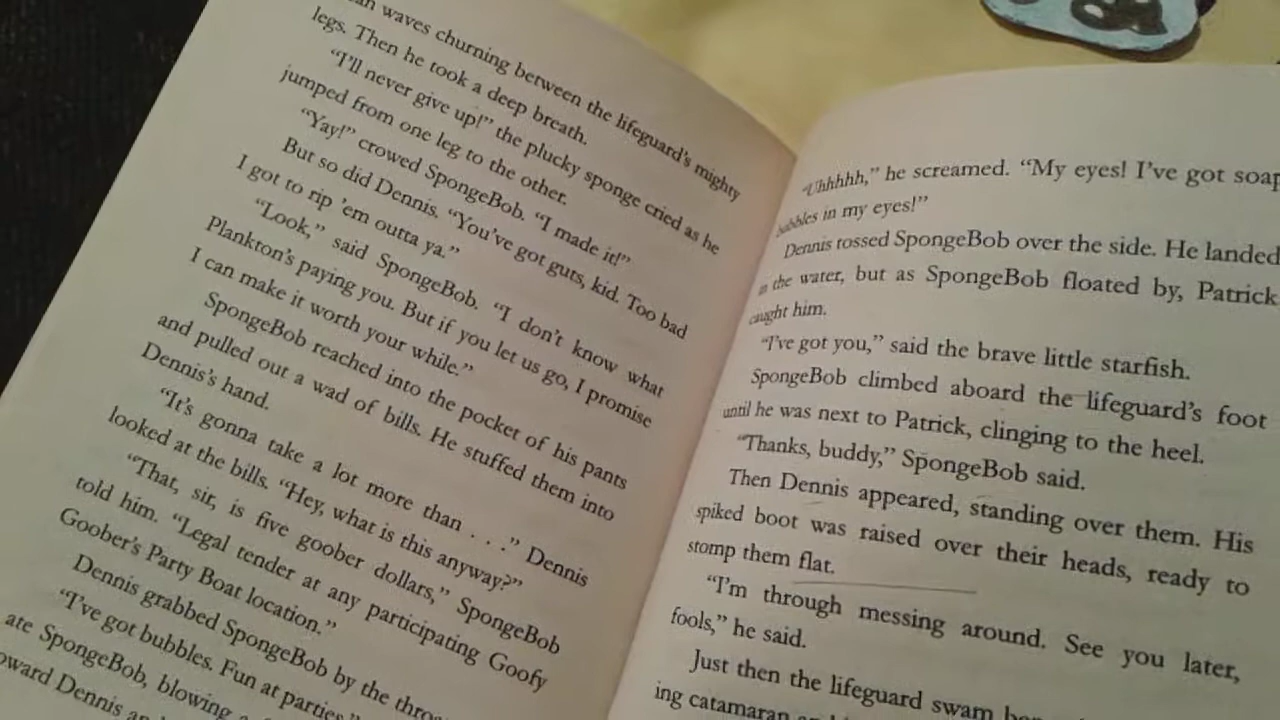 an waves churning between the lifeguard's mighty
legs. Then he took a deep breath.
"I'll never give up!" the plucky sponge cried as he
jumped from one leg to the other.
"Yay!" crowed SpongeBob. "I made it!"
But so did Dennis. "You've got guts, kid. Too bad
I got to rip 'em outta ya."
"Look," said SpongeBob. "I don't know what
Plankton's paying you. But if you let us go, I promise
I can make it worth your while."
SpongeBob reached into the pocket of his pants
and pulled out a wad of bills. He stuffed them into
Dennis's hand.
"It's gonna take a lot more than . . ." Dennis
looked at the bills. "Hey, what is this anyway?"
"That, sir, is five goober dollars," SpongeBob
told him. "Legal tender at any participating Goofy
Goober's Party Boat location."
Dennis grabbed SpongeBob by the thro
"I've got bubbles. Fun at parties"
ate SpongeBob, blowing a
oward Dennis an
"Uhhhhh," he screamed. "My eyes! I've got soap
bubbles in my eyes!"
Dennis tossed SpongeBob over the side. He landed
in the water, but as SpongeBob floated by, Patrick
caught him.
"I've got you," said the brave little starfish.
SpongeBob climbed aboard the lifeguard's foot
until he was next to Patrick, clinging to the heel.
"Thanks, buddy," SpongeBob said.
Then Dennis appeared, standing over them. His
spiked boot was raised over their heads, ready to
stomp them flat.
"I'm through messing around. See you later,
fools," he said.
Just then the lifeguard swam
ing catamaran